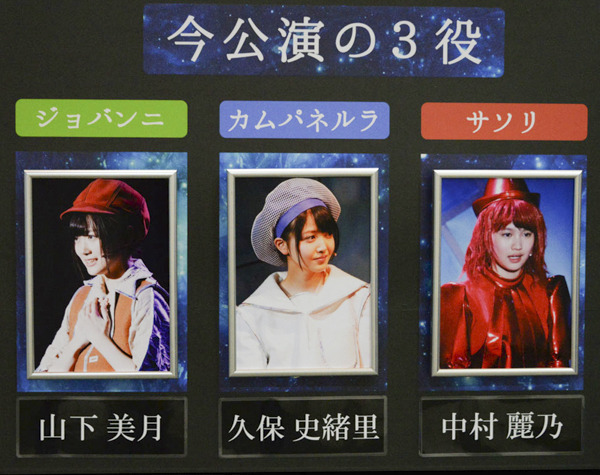 今公演の3役
ジョバンニ
カムパネルラ
サソリ
山下 美月
久保 史緒里
中村 麗乃